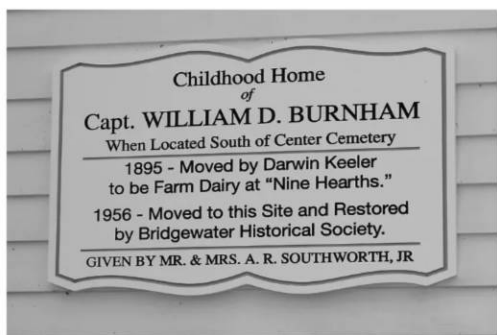 Childhood Home
of
Capt. WILLIAM D. BURNHAM
When Located South of Center Cemetery
1895 - Moved by Darwin Keeler
to be Farm Dairy at “Nine Hearths.”
1956 - Moved to this Site and Restored
by Bridgewater Historical Society.
GIVEN BY MR. & MRS. A. R. SOUTHWORTH, JR